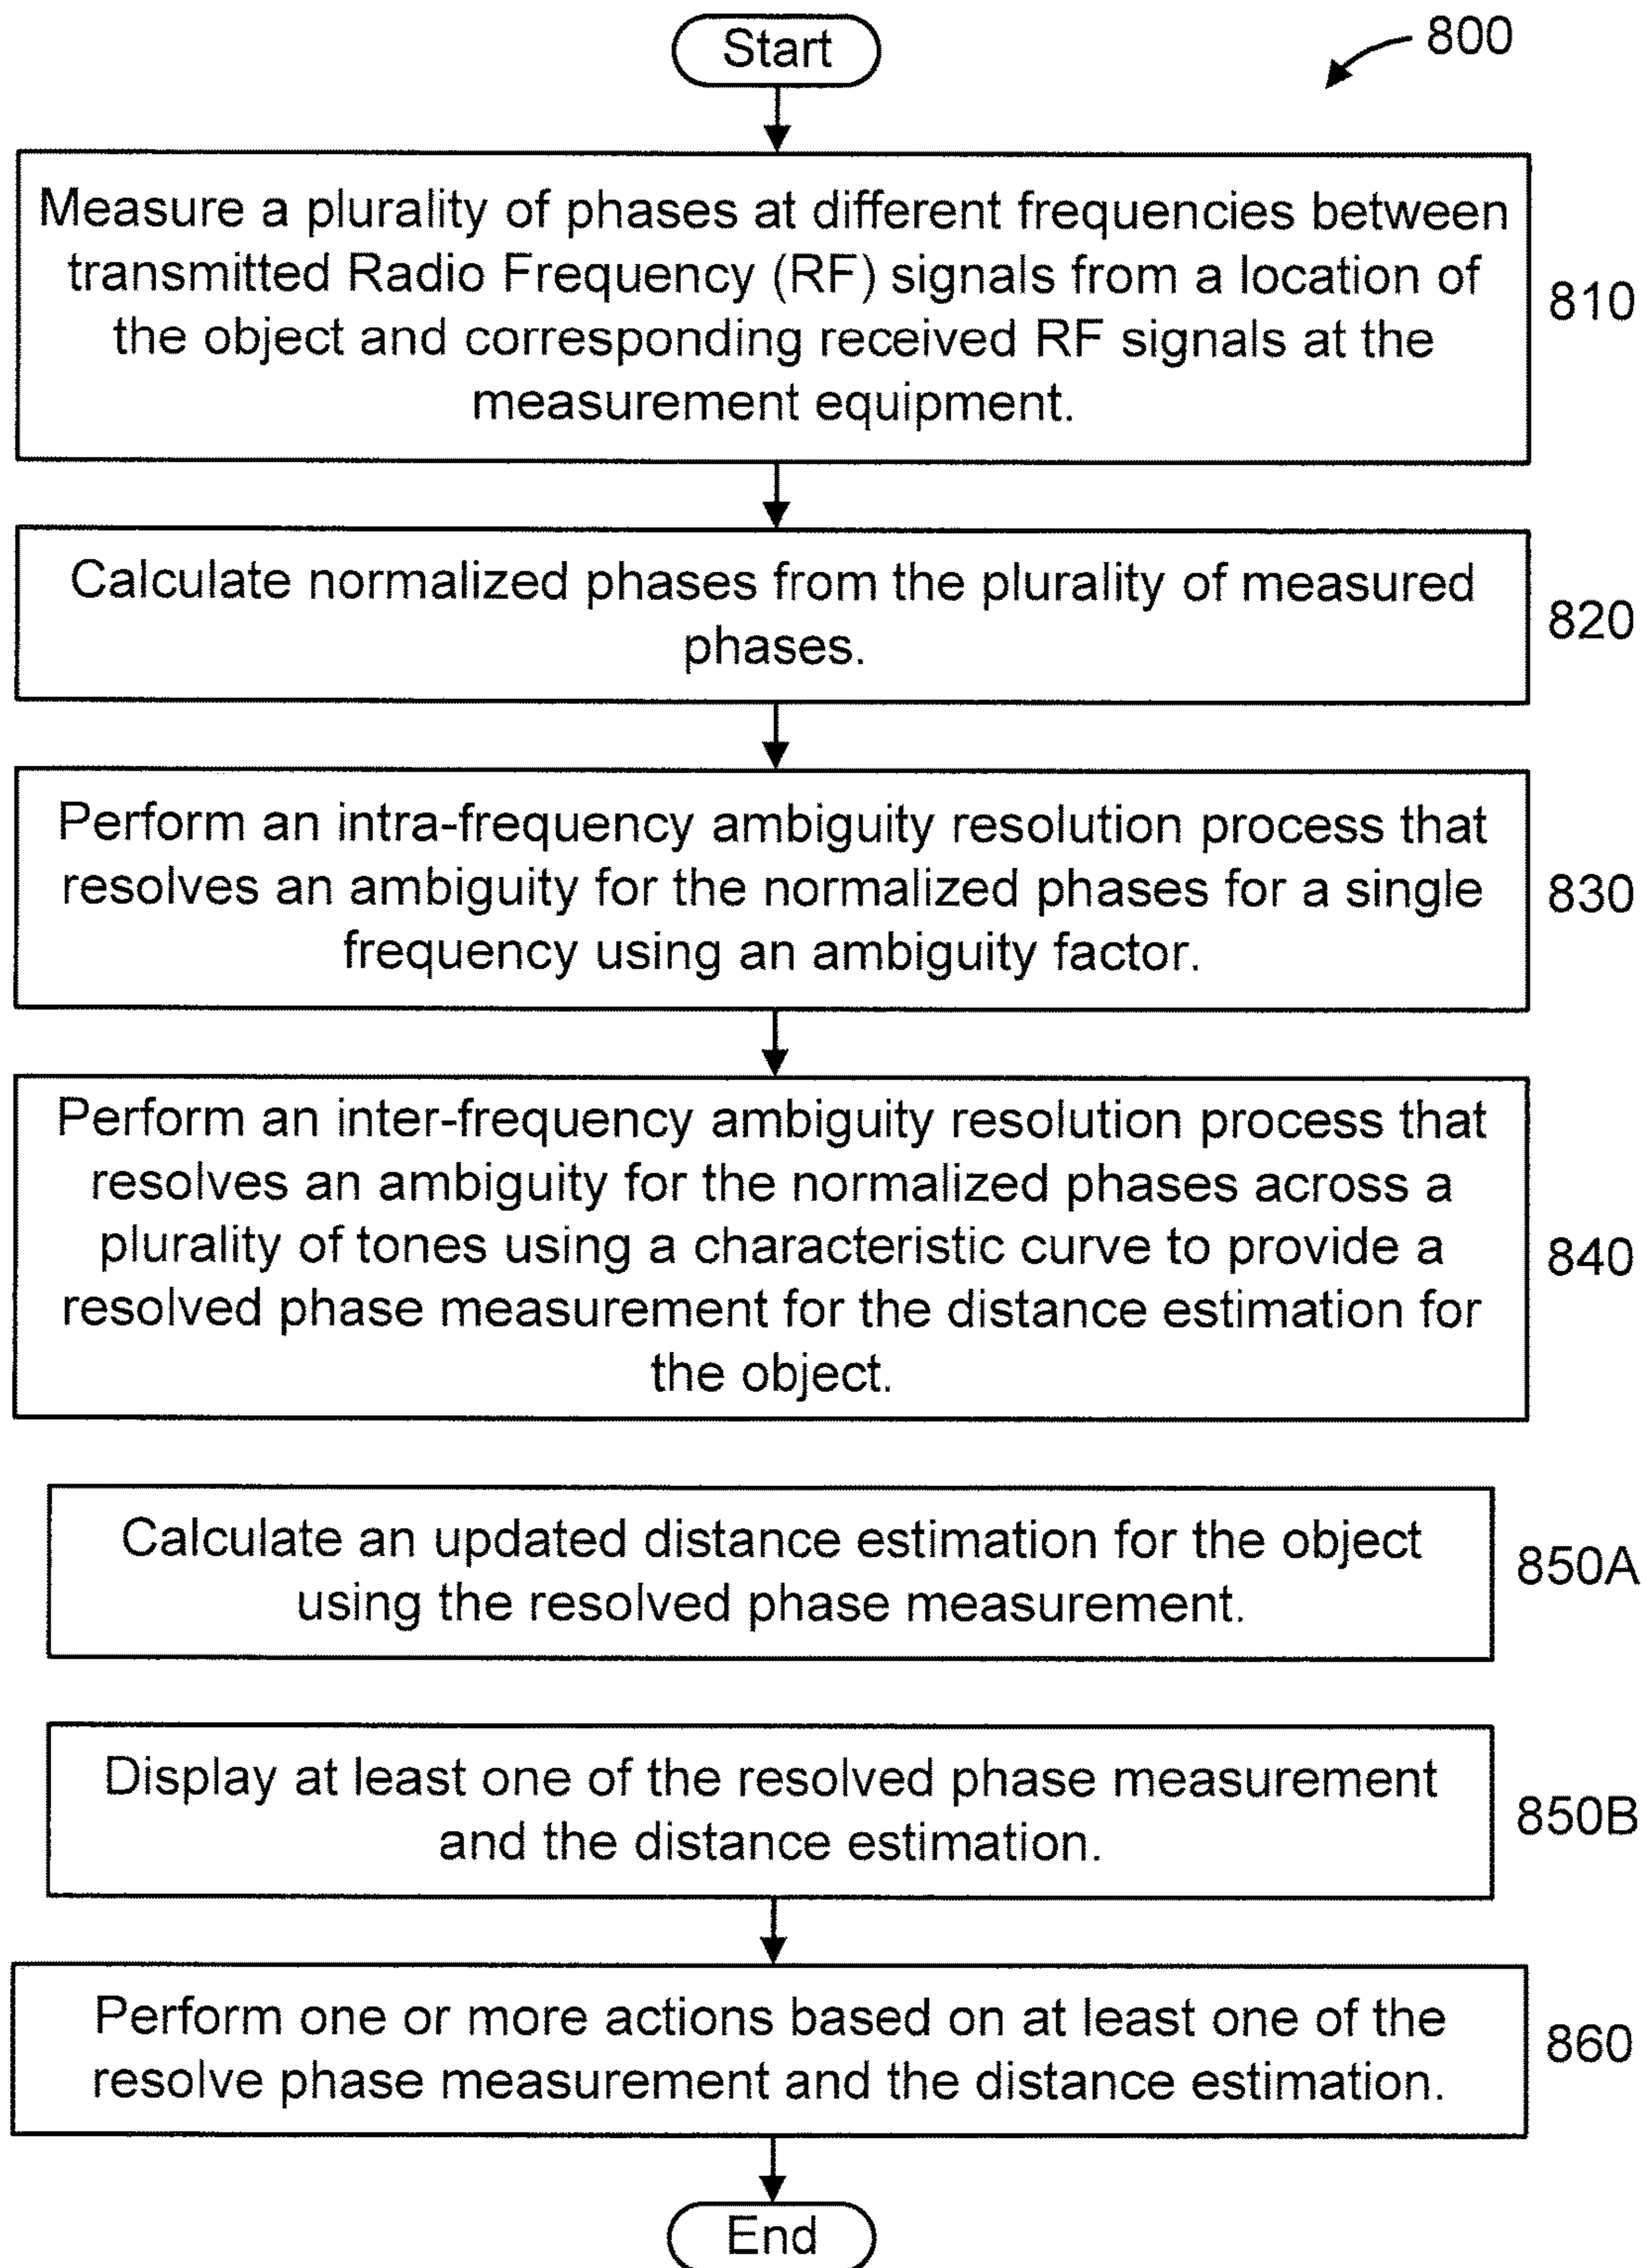 Start
800
Measure a plurality of phases at different frequencies between
transmitted Radio Frequency (RF) signals from a location of
the object and corresponding received RF signals at the
measurement equipment.
810
Calculate normalized phases from the plurality of measured
phases.
820
Perform an intra-frequency ambiguity resolution process that
resolves an ambiguity for the normalized phases for a single
frequency using an ambiguity factor.
830
Perform an inter-frequency ambiguity resolution process that
resolves an ambiguity for the normalized phases across a
plurality of tones using a characteristic curve to provide a
resolved phase measurement for the distance estimation for
the object.
840
Calculate an updated distance estimation for the object
using the resolved phase measurement.
850A
Display at least one of the resolved phase measurement
and the distance estimation.
850B
Perform one or more actions based on at least one of the
resolve phase measurement and the distance estimation.
860
End